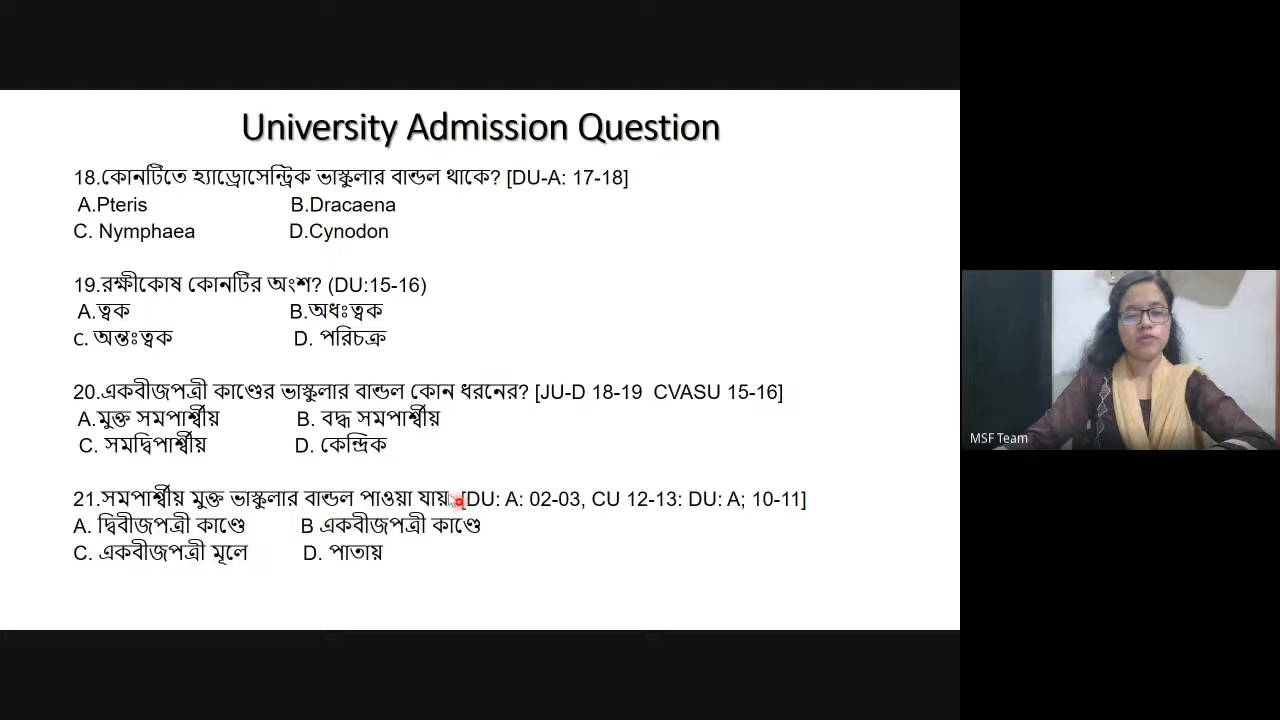 University Admission Question
18.কোনটিতে হ্যাড্রোসেন্ট্রিক ভাস্কুলার বান্ডল থাকে? [DU-A: 17-18]
A.Pteris B.Dracaena
C. Nymphaea D.Cynodon
19.রক্ষীকোষ কোনটির অংশ? (DU:15-16)
A.ত্বক B.অধঃত্বক
C. অন্তঃত্বক D. পরিচক্র
20.একবীজপত্রী কাণ্ডের ভাস্কুলার বান্ডল কোন ধরনের? [JU-D 18-19 CVASU 15-16]
A.মুক্ত সমপার্শ্বীয় B. বদ্ধ সমপার্শ্বীয়
C. সমদ্বিপার্শ্বীয় D. কেন্দ্রিক
21.সমপার্শ্বীয় মুক্ত ভাস্কুলার বান্ডল পাওয়া যায় [DU: A: 02-03, CU 12-13: DU: A; 10-11]
A. দ্বিবীজপত্রী কাণ্ডে B একবীজপত্রী কাণ্ডে
C. একবীজপত্রী মূলে D. পাতায়
MSF Team